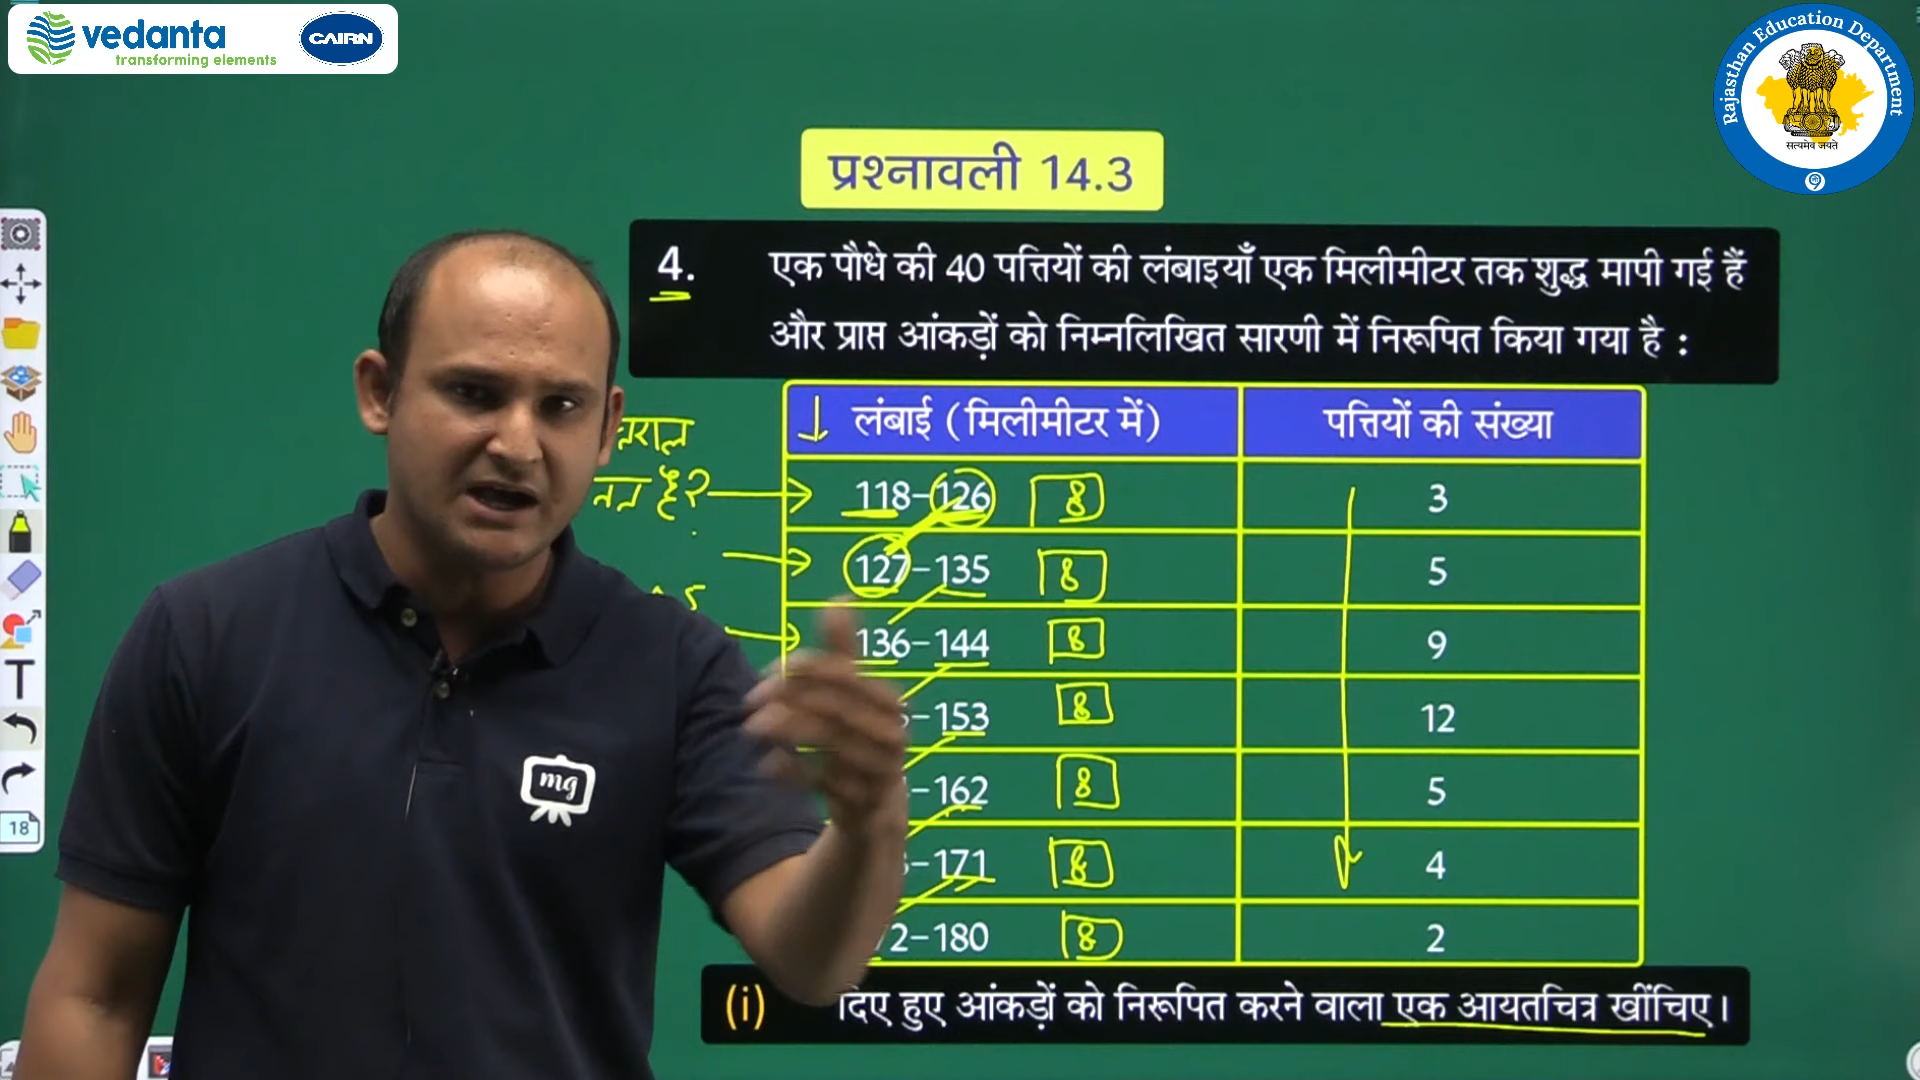 vedanta
transforming elements
CAIRN
Rajasthan Education Department
सत्यमेव जयते
प्रश्नावली 14.3
4. एक पौधे की 40 पत्तियों की लंबाइयाँ एक मिलीमीटर तक शुद्ध मापी गई हैं
और प्राप्त आंकड़ों को निम्नलिखित सारणी में निरूपित किया गया है :
लंबाई (मिलीमीटर में) पत्तियों की संख्या
118-126 8 3
127-135 8 5
136-144 8 9
-153 8 12
-162 8 5
-171 8 4
2-180 8 2
(i) दिए हुए आंकड़ों को निरूपित करने वाला एक आयतचित्र खींचिए।
mg
T
18